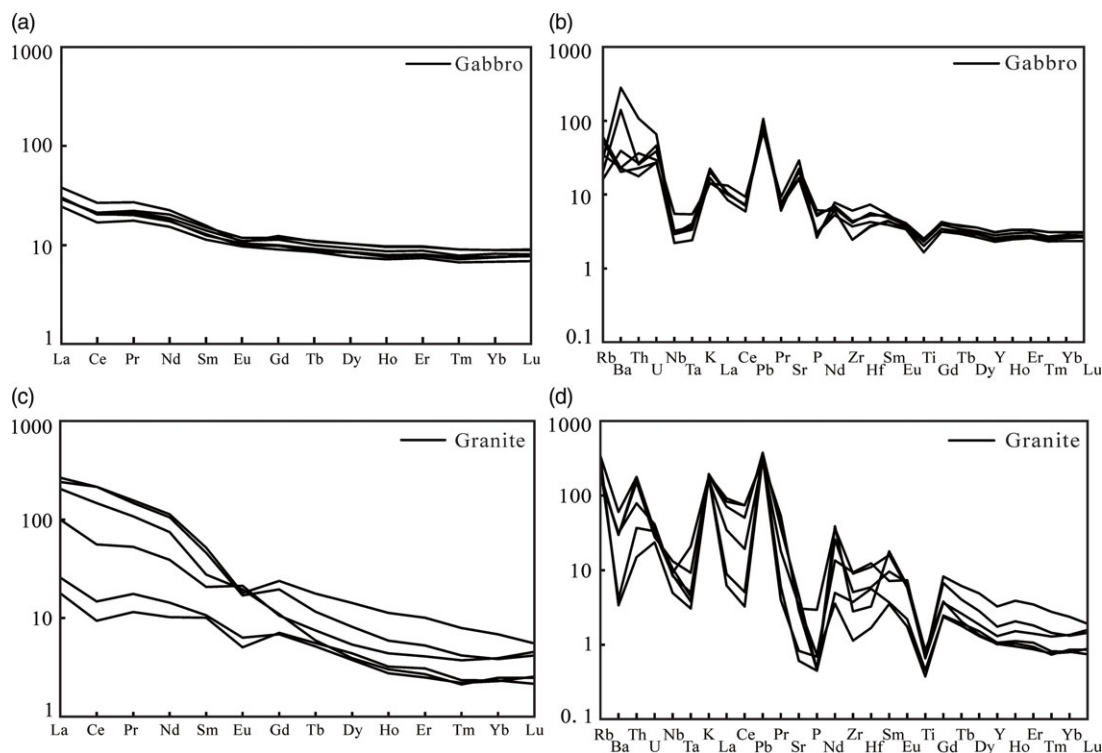 (a)
1000
100
10
1
Gabbro
La Ce Pr Nd Sm Eu Gd Tb Dy Ho Er Tm Yb Lu
(b)
1000
100
10
1
0.1
Gabbro
Rb Th Nb K Ce Pr P Zr Sm Ti Tb Y Er Yb
Ba U Ta La Pb Sr Nd Hf Eu Gd Dy Ho Tm Lu
(c)
1000
100
10
1
Granite
La Ce Pr Nd Sm Eu Gd Tb Dy Ho Er Tm Yb Lu
(d)
1000
100
10
1
0.1
Granite
Rb Th Nb K Ce Pr P Zr Sm Ti Tb Y Er Yb
Ba U Ta La Pb Sr Nd Hf Eu Gd Dy Ho Tm Lu